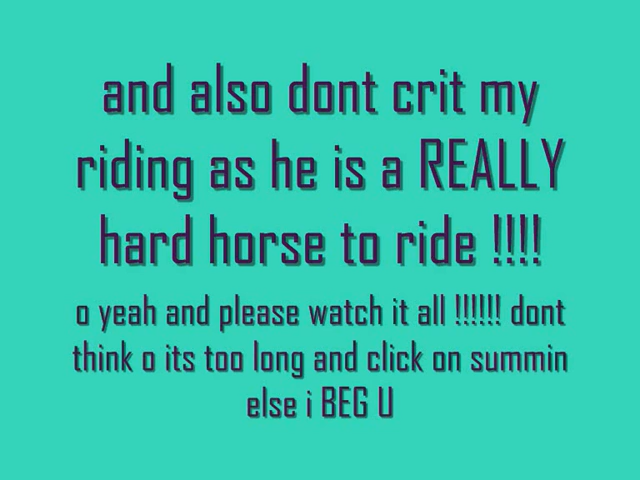 and also dont crit my
riding as he is a REALLY
hard horse to ride !!!!
o yeah and please watch it all !!!!!! dont
think o its too long and click on summin
else i BEG U